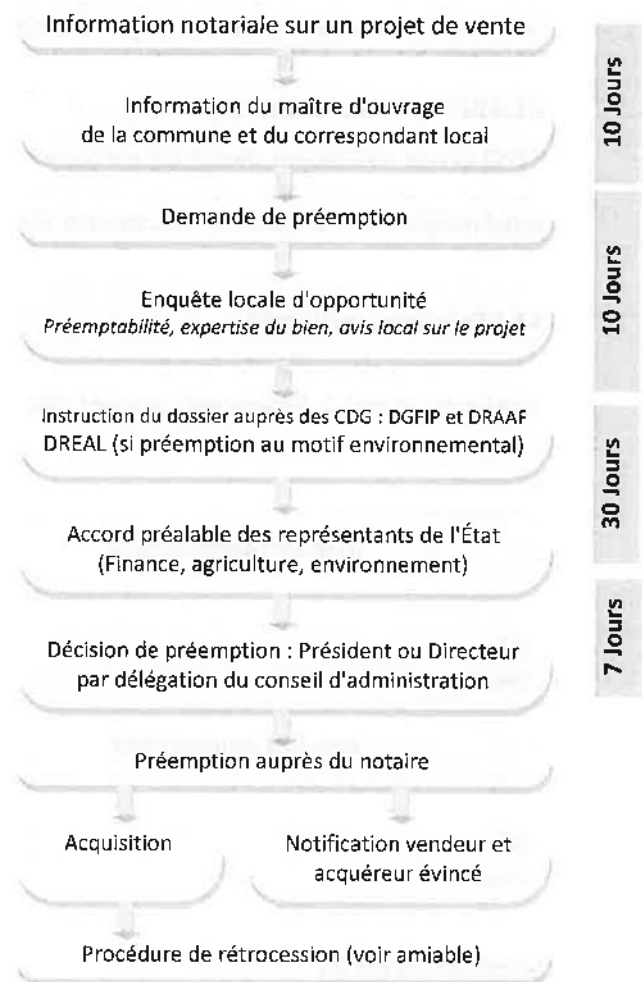 Information notariale sur un projet de vente
10 Jours
Information du maître d'ouvrage
de la commune et du correspondant local
Demande de préemption
10 Jours
Enquête locale d'opportunité
Préemptabilité, expertise du bien, avis local sur le projet
Instruction du dossier auprès des CDG : DGFIP et DRAAF
DREAL (si préemption au motif environnemental)
30 Jours
Accord préalable des représentants de l'État
(Finance, agriculture, environnement)
Décision de préemption : Président ou Directeur
par délégation du conseil d'administration
7 Jours
Préemption auprès du notaire
Acquisition
Notification vendeur et
acquéreur évincé
Procédure de rétrocession (voir amiable)